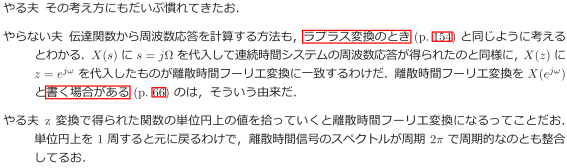 やる夫 その考え方にもだいぶ慣れてきたお．
やらない夫 伝達関数から周波数応答を計算する方法も，ラプラス変換のとき (p. 154) と同じように考える
とわかる．X(s) に s = jΩ を代入して連続時間システムの周波数応答が得られたのと同様に，X(z) に
z = e^{jω} を代入したものが離散時間フーリエ変換に一致するわけだ．離散時間フーリエ変換を X(e^{jω})
と書く場合がある (p. 66) のは，そういう由来だ．
やる夫 z 変換で得られた関数の単位円上の値を拾っていくと離散時間フーリエ変換になるってことだお．
単位円上を 1 周すると元に戻るわけで，離散時間信号のスペクトルが周期 2π で周期的なのとも整合
してるお．